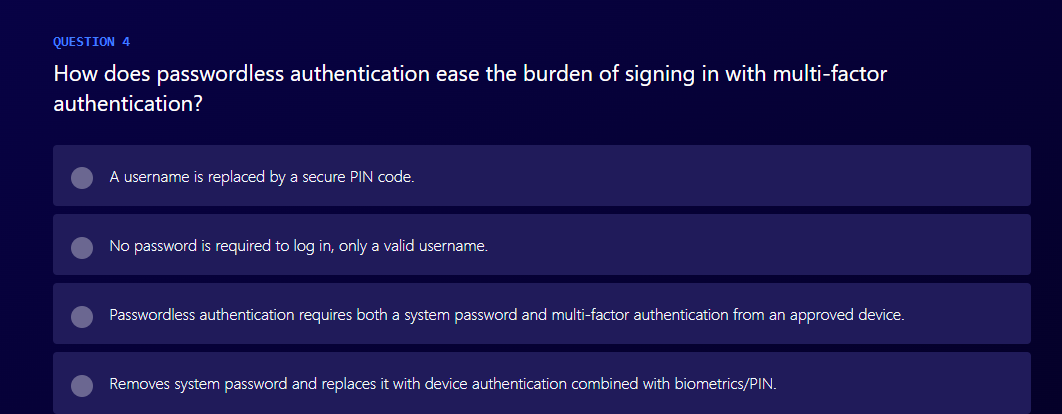 QUESTION 4
How does passwordless authentication ease the burden of signing in with multi-factor
authentication?
A username is replaced by a secure PIN code.
No password is required to log in, only a valid username.
Passwordless authentication requires both a system password and multi-factor authentication from an approved device.
Removes system password and replaces it with device authentication combined with biometrics/PIN.